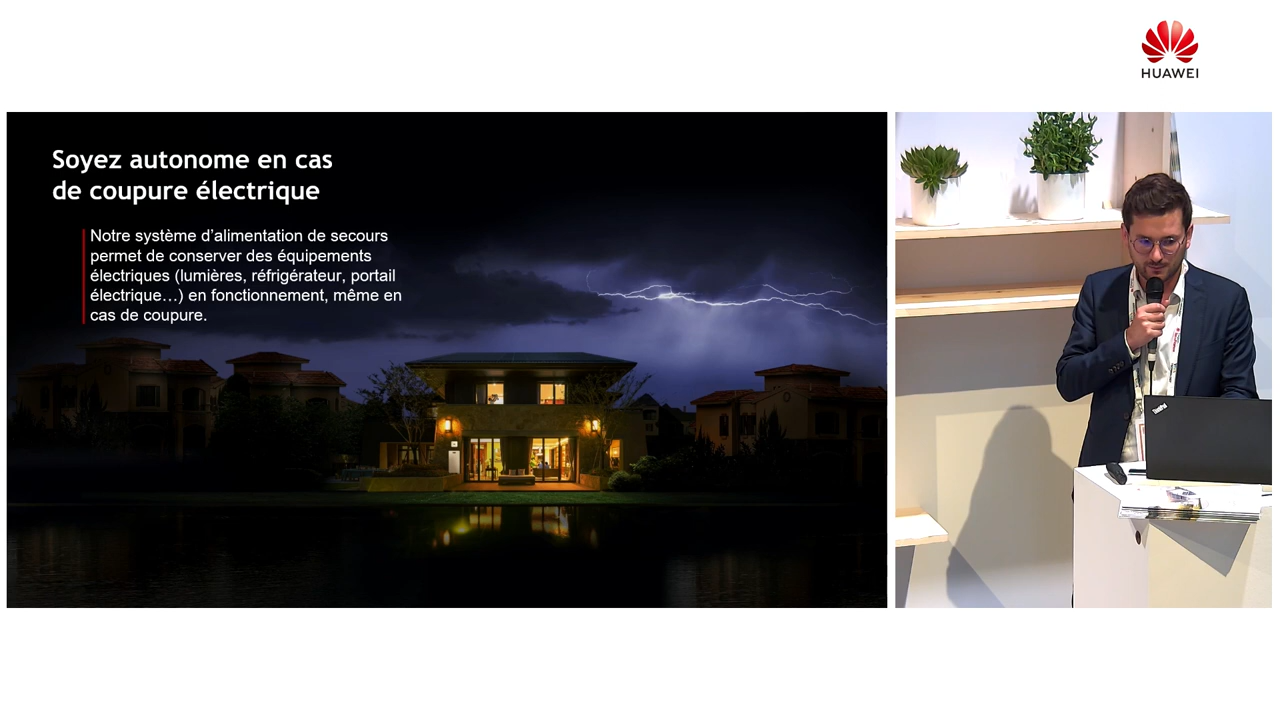 HUAWEI
Soyez autonome en cas
de coupure électrique
Notre système d’alimentation de secours
permet de conserver des équipements
électriques (lumières, réfrigérateur, portail
électrique…) en fonctionnement, même en
cas de coupure.
ThinkPad